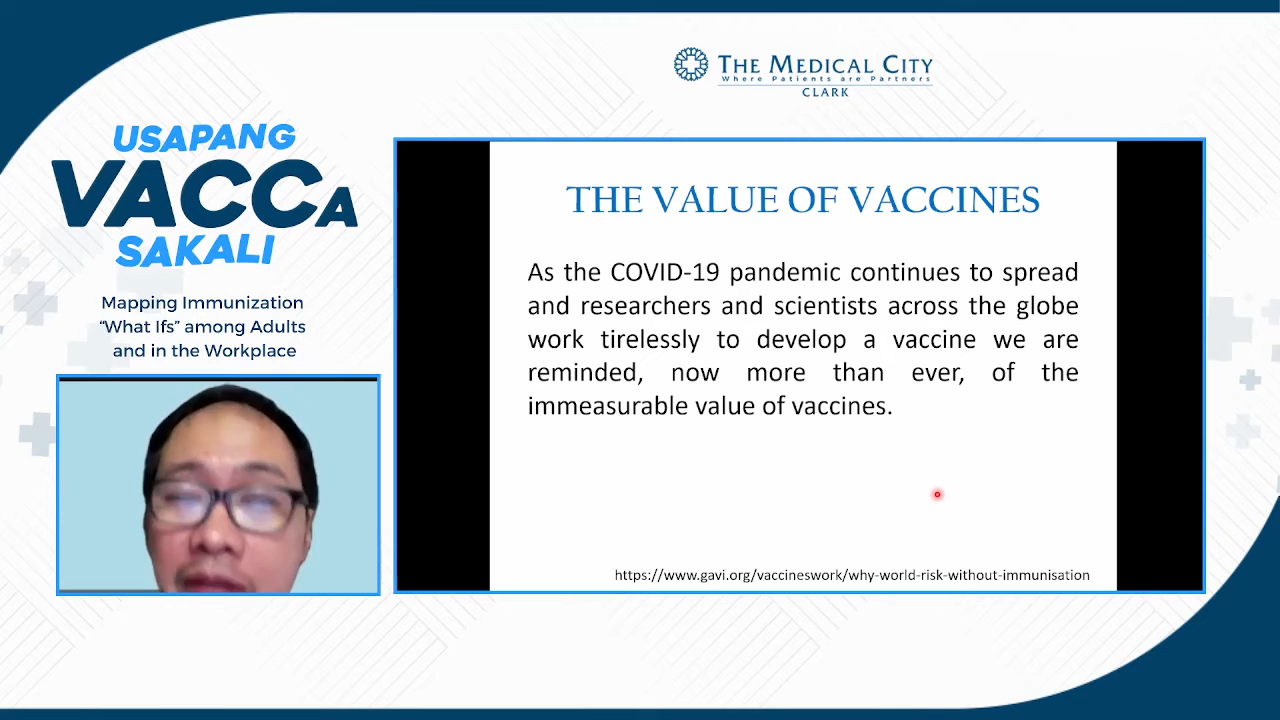 THE MEDICAL CITY
Where Patients are Partners
CLARK
USAPANG
VACCA
SAKALI
Mapping Immunization
“What Ifs” among Adults
and in the Workplace
THE VALUE OF VACCINES
As the COVID-19 pandemic continues to spread
and researchers and scientists across the globe
work tirelessly to develop a vaccine we are
reminded, now more than ever, of the
immeasurable value of vaccines.
https://www.gavi.org/vaccineswork/why-world-risk-without-immunisation